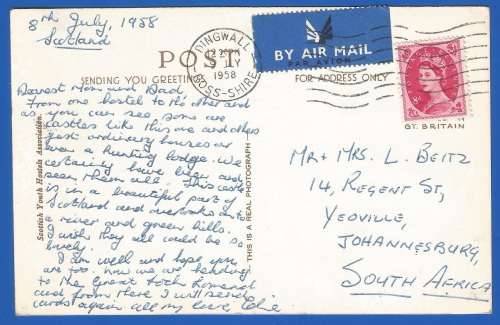 8th July, 1958
Scotland
POST
SENDING YOU GREETINGS
DINGWALL
JY
1958
ROSS-SHIRE
BY AIR MAIL
PAR AVION
FOR ADDRESS ONLY
GT. BRITAIN
Dearest Mom and Dad,
From one hostel to the other and
as you can see some are
castles like this one and others
just ordinary houses or
even a hunting lodge. We
certainly have been and
seen them all. This castle
is in a beautiful part of
Scotland and overlooks
a river and green hills.
I wish they all could be so
lovely.
I am well and hope you
are too. Now we are heading
to the Great Loch Lomond
and from there I will send
cards again all my love,
Scottish Youth Hostels Association.
THIS IS A REAL PHOTOGRAPH
Mr + Mrs. L. Beitz
14, Regent St,
Yeoville,
Johannesburg,
South Africa